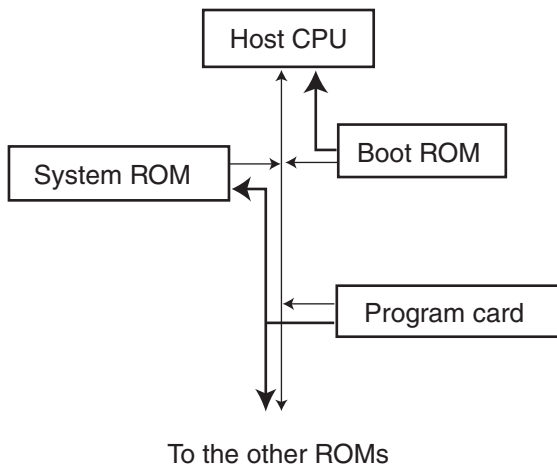 Host CPU
Boot ROM
System ROM
Program card
To the other ROMs